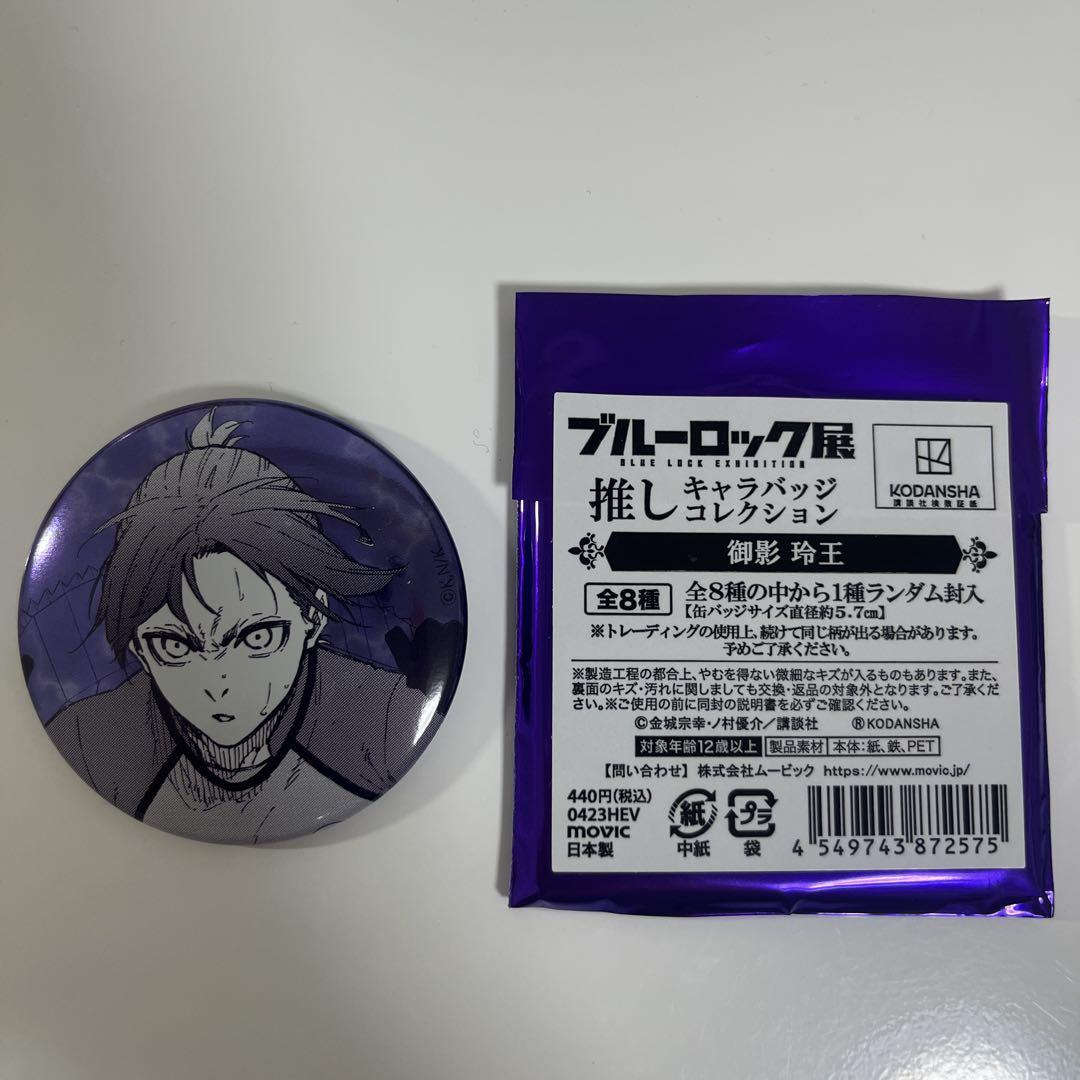 ©K,N/K
ブルーロック展
BLUE LOCK EXHIBITION
KODANSHA
講談社検数証紙
推しキャラバッジ
コレクション
御影 玲王
全8種
全8種の中から1種ランダム封入
【缶バッジサイズ直径約5.7㎝】
※トレーディングの使用上、続けて同じ柄が出る場合があります。
予めご了承ください。
※製造工程の都合上、やむを得ない微細なキズが入るものもあります。また、
裏面のキズ・汚れに関しましても交換・返品の対象外となります。ご了承くださ
い。※ご使用の前に同封の説明書を必ずご確認ください。
©金城宗幸・ノ村優介／講談社 ®KODANSHA
対象年齢12歳以上 製品素材 本体：紙、鉄、PET
【問い合わせ】 株式会社ムービック https://www.movic.jp/
440円(税込)
0423HEV
movic
日本製
紙
中紙
プラ
袋
4 549743 872575